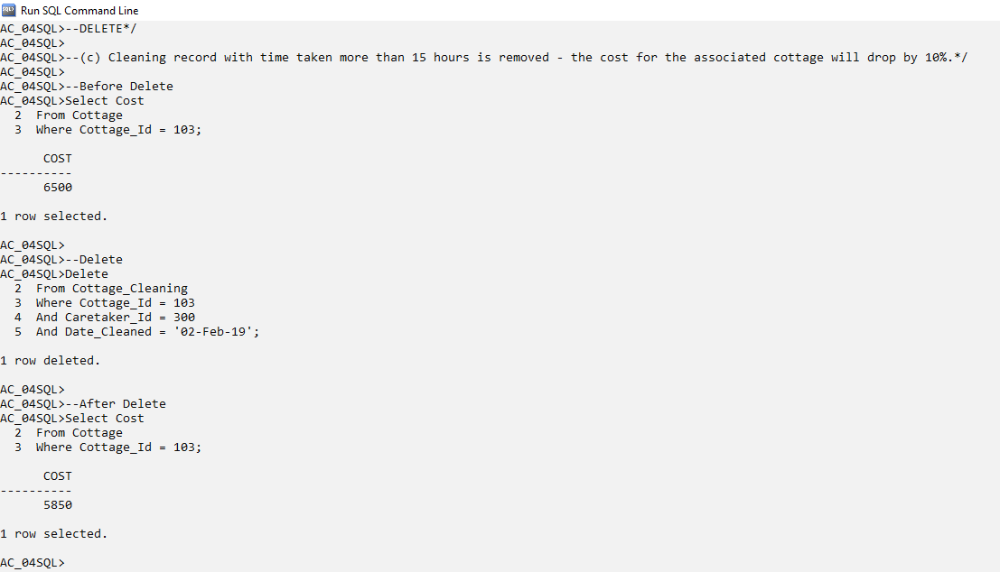 Run SQL Command Line
AC_04SQL>--DELETE*/
AC_04SQL>
AC_04SQL>--(c) Cleaning record with time taken more than 15 hours is removed - the cost for the associated cottage will drop by 10%.*/
AC_04SQL>
AC_04SQL>--Before Delete
AC_04SQL>Select Cost
  2  From Cottage
  3  Where Cottage_Id = 103;

      COST
----------
      6500

1 row selected.

AC_04SQL>
AC_04SQL>--Delete
AC_04SQL>Delete
  2  From Cottage_Cleaning
  3  Where Cottage_Id = 103
  4  And Caretaker_Id = 300
  5  And Date_Cleaned = '02-Feb-19';

1 row deleted.

AC_04SQL>
AC_04SQL>--After Delete
AC_04SQL>Select Cost
  2  From Cottage
  3  Where Cottage_Id = 103;

      COST
----------
      5850

1 row selected.

AC_04SQL>